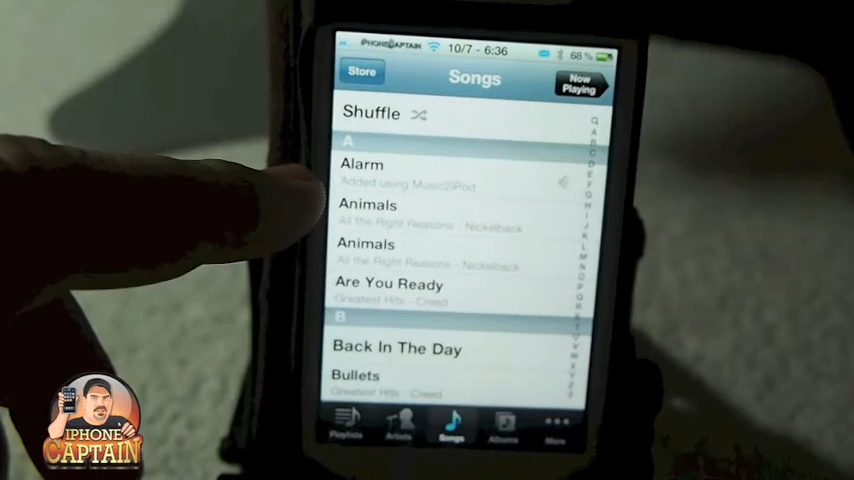 iPHONECAPTAIN 10/7 - 6:36 68 %
Store Songs Now Playing
Shuffle
A
Alarm
Added using Music2iPod
Animals
All the Right Reasons - Nickelback
Animals
All the Right Reasons - Nickelback
Are You Ready
Greatest Hits - Creed
B
Back In The Day
Bullets
Greatest Hits - Creed
Q
A
B
C
D
E
F
G
H
I
J
K
L
M
N
O
P
Q
R
S
T
U
V
W
X
Y
Z
Playlists Artists Songs Albums More
IPHONE
CAPTAIN